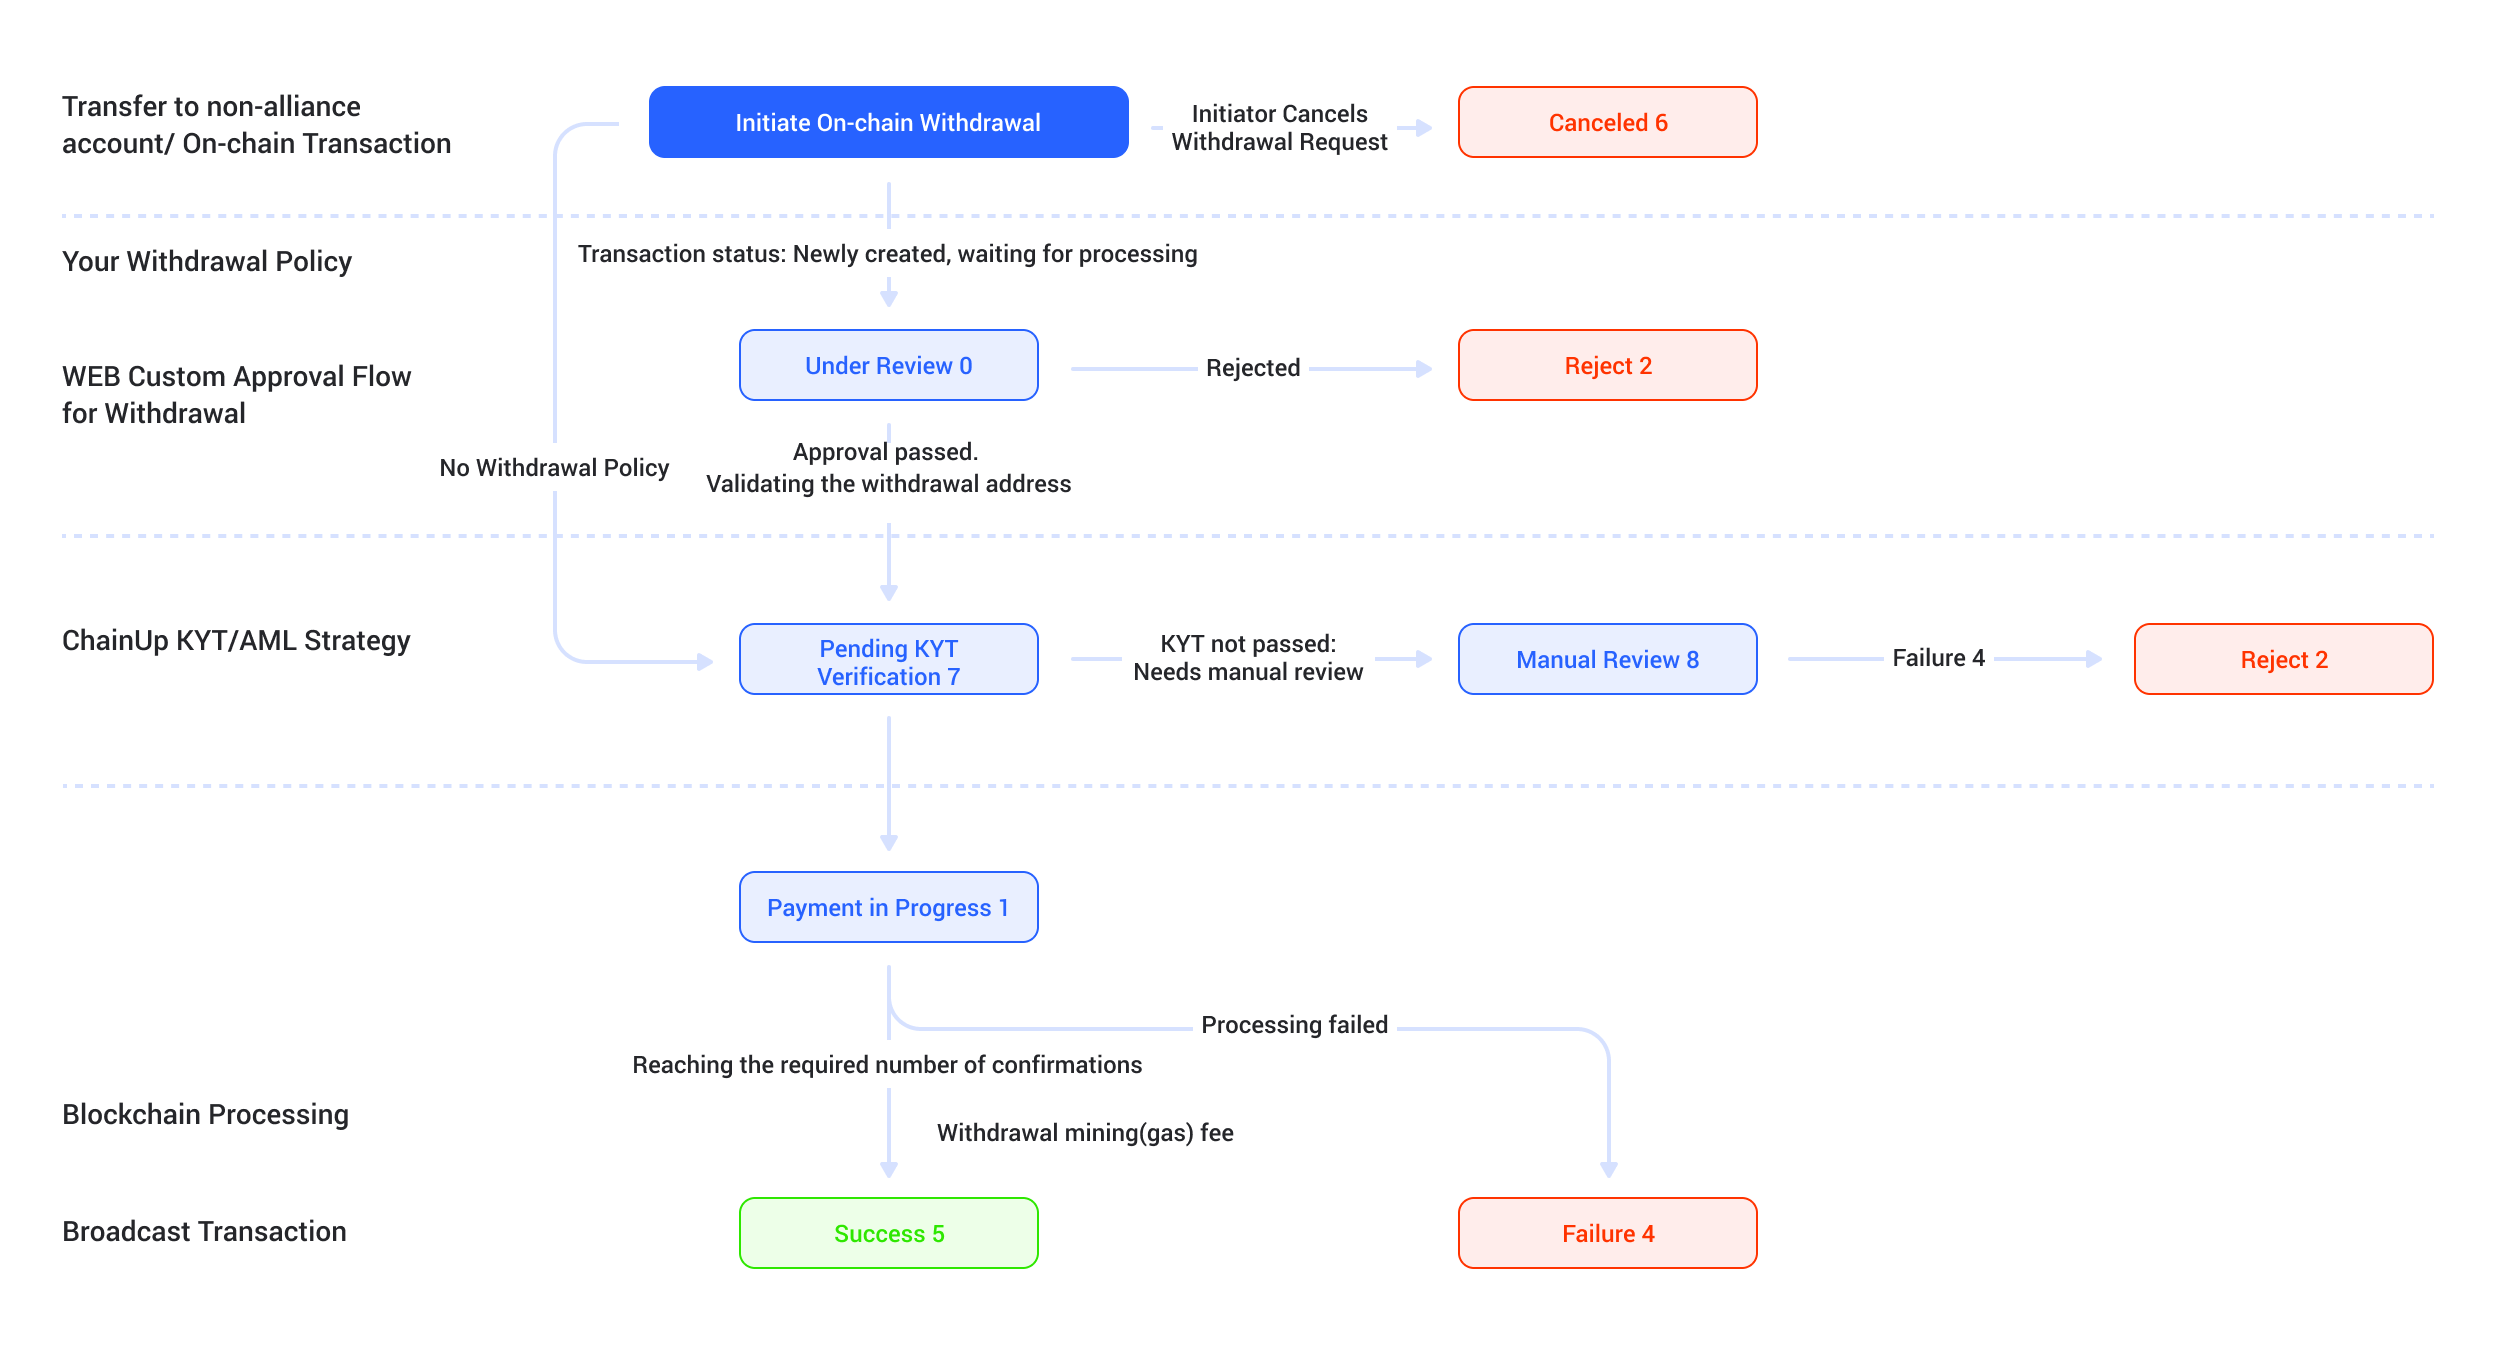 Transfer to non-alliance
account/ On-chain Transaction
Initiate On-chain Withdrawal
Initiator Cancels
Withdrawal Request
Canceled 6
Your Withdrawal Policy
Transaction status: Newly created, waiting for processing
WEB Custom Approval Flow
for Withdrawal
Under Review 0
Rejected
Reject 2
No Withdrawal Policy
Approval passed.
Validating the withdrawal address
ChainUp KYT/AML Strategy
Pending KYT
Verification 7
KYT not passed:
Needs manual review
Manual Review 8
Failure 4
Reject 2
Payment in Progress 1
Processing failed
Reaching the required number of confirmations
Blockchain Processing
Withdrawal mining(gas) fee
Broadcast Transaction
Success 5
Failure 4